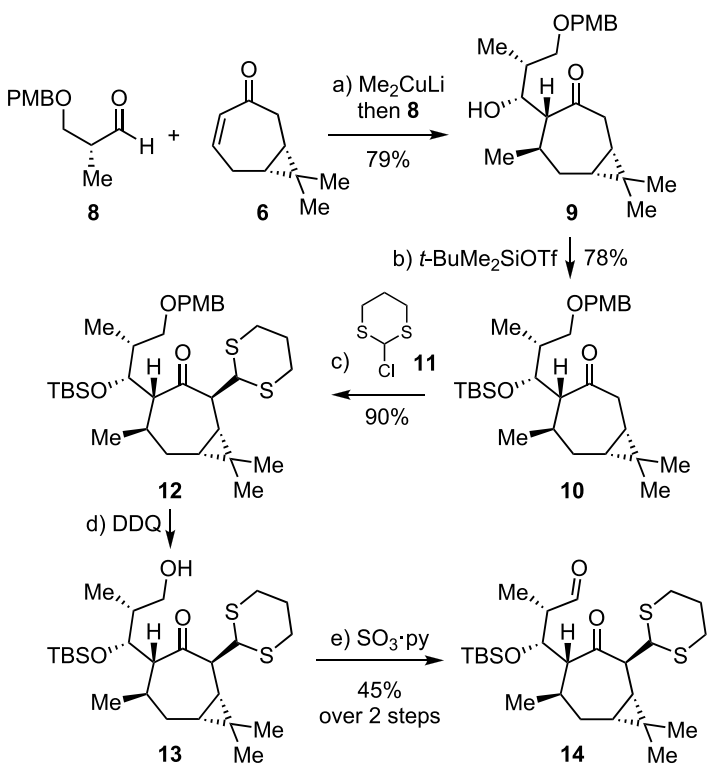 OPMB
Me
O
H
HO
Me
Me
Me
9
PMBO
O
H
Me
8
+
O
Me
Me
6
a) Me₂CuLi
then 8
79%
b) t-BuMe₂SiOTf
78%
OPMB
Me
O
H
S
S
TBSO
Me
Me
Me
12
c)
S
S
Cl
11
90%
OPMB
Me
O
H
TBSO
Me
Me
Me
10
d) DDQ
OH
Me
O
H
S
S
TBSO
Me
Me
Me
13
e) SO₃·py
45%
over 2 steps
O
Me
O
H
S
S
TBSO
Me
Me
Me
14